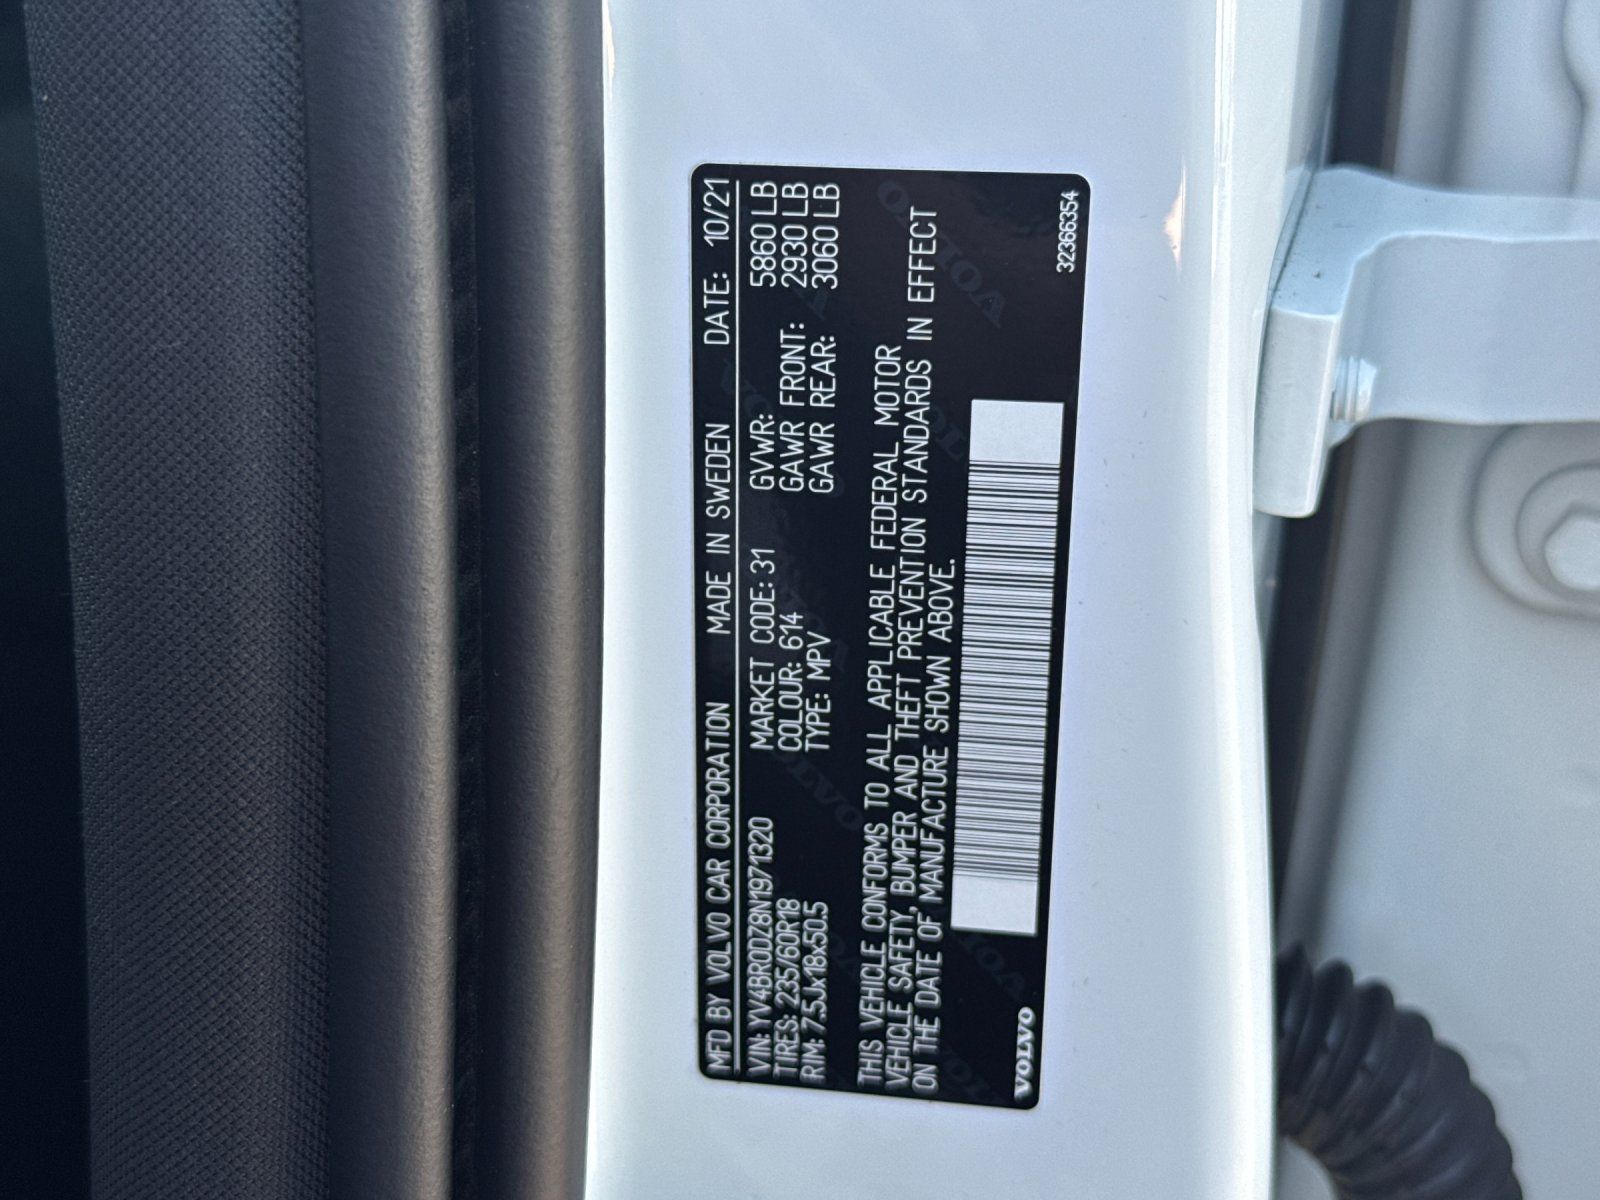 MFD BY VOLVO CAR CORPORATION MADE IN SWEDEN DATE: 10/21
VIN: YV4BR0DZ8N1971320 MARKET CODE: 31 GVWR: 5860 LB
TIRES: 235/60R18 COLOUR: 614 GAWR FRONT: 2930 LB
RIM: 7.5Jx18x50.5 TYPE: MPV GAWR REAR: 3060 LB
THIS VEHICLE CONFORMS TO ALL APPLICABLE FEDERAL MOTOR
VEHICLE SAFETY, BUMPER AND THEFT PREVENTION STANDARDS IN EFFECT
ON THE DATE OF MANUFACTURE SHOWN ABOVE.
VOLVO 32366354